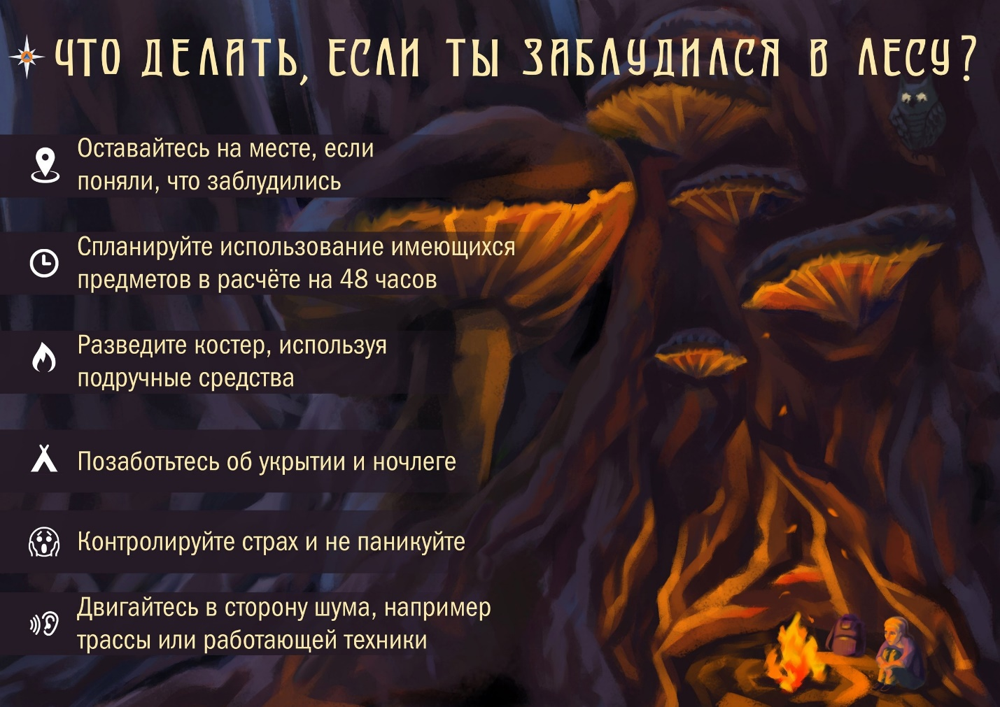 ЧТО ДЕЛАТЬ, ЕСЛИ ТЫ ЗАБЛУДИЛСЯ В ЛЕСУ?
Оставайтесь на месте, если
поняли, что заблудились
Спланируйте использование имеющихся
предметов в расчёте на 48 часов
Разведите костер, используя
подручные средства
Позаботьтесь об укрытии и ночлеге
Контролируйте страх и не паникуйте
Двигайтесь в сторону шума, например
трассы или работающей техники